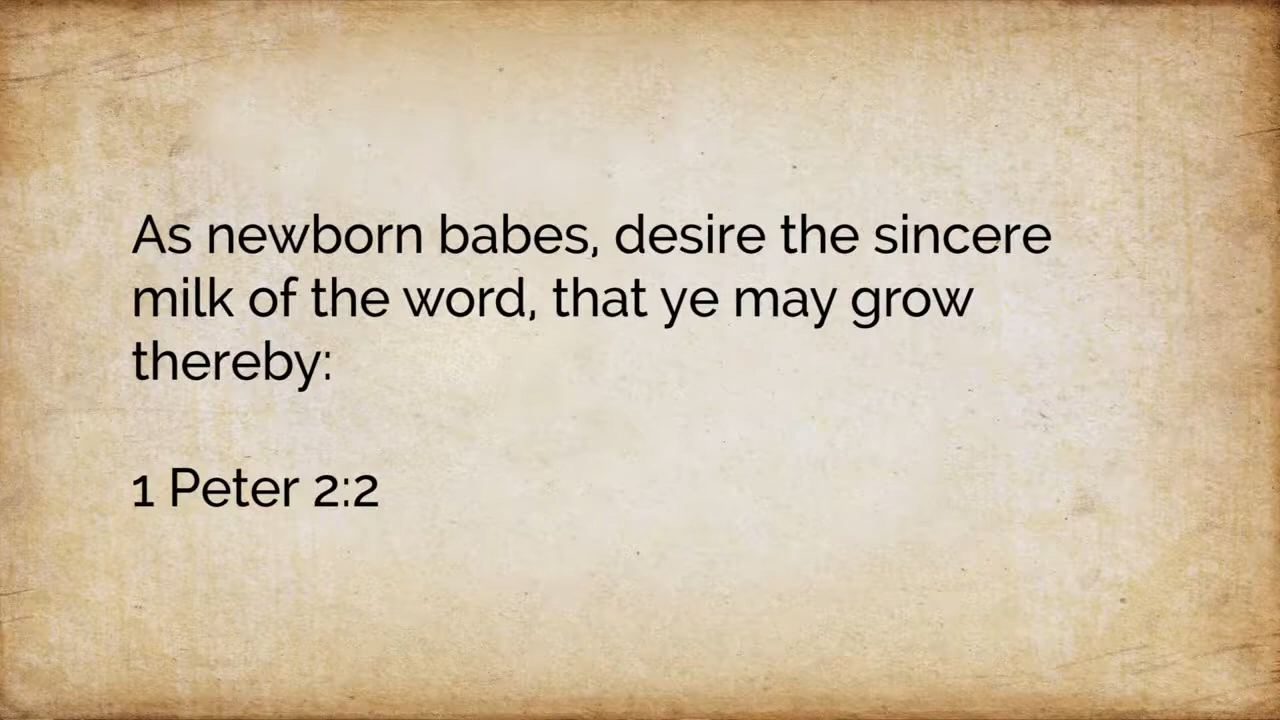 As newborn babes, desire the sincere
milk of the word, that ye may grow
thereby:
1 Peter 2:2